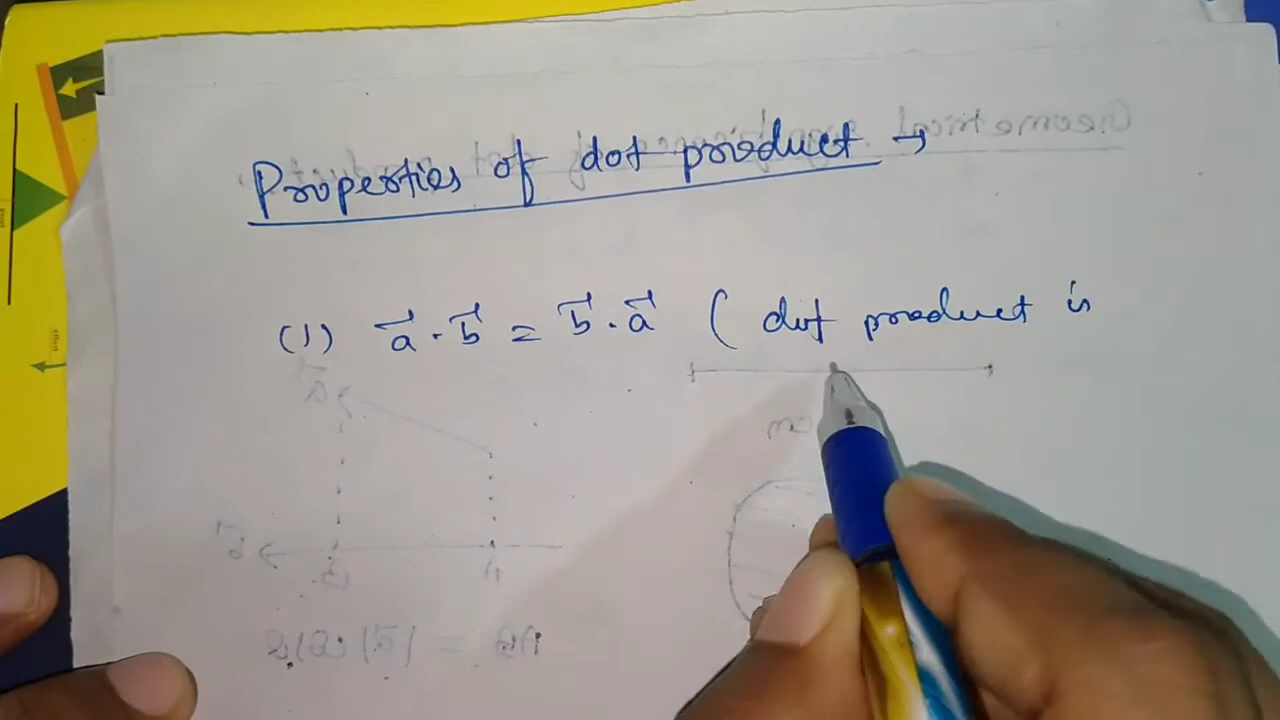 Properties of dot product →
(1) a⃗ · b⃗ = b⃗ · a⃗ ( dot product is